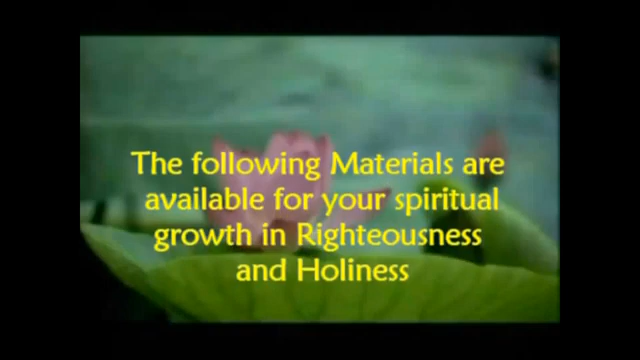 The following Materials are
available for your spiritual
growth in Righteousness
and Holiness